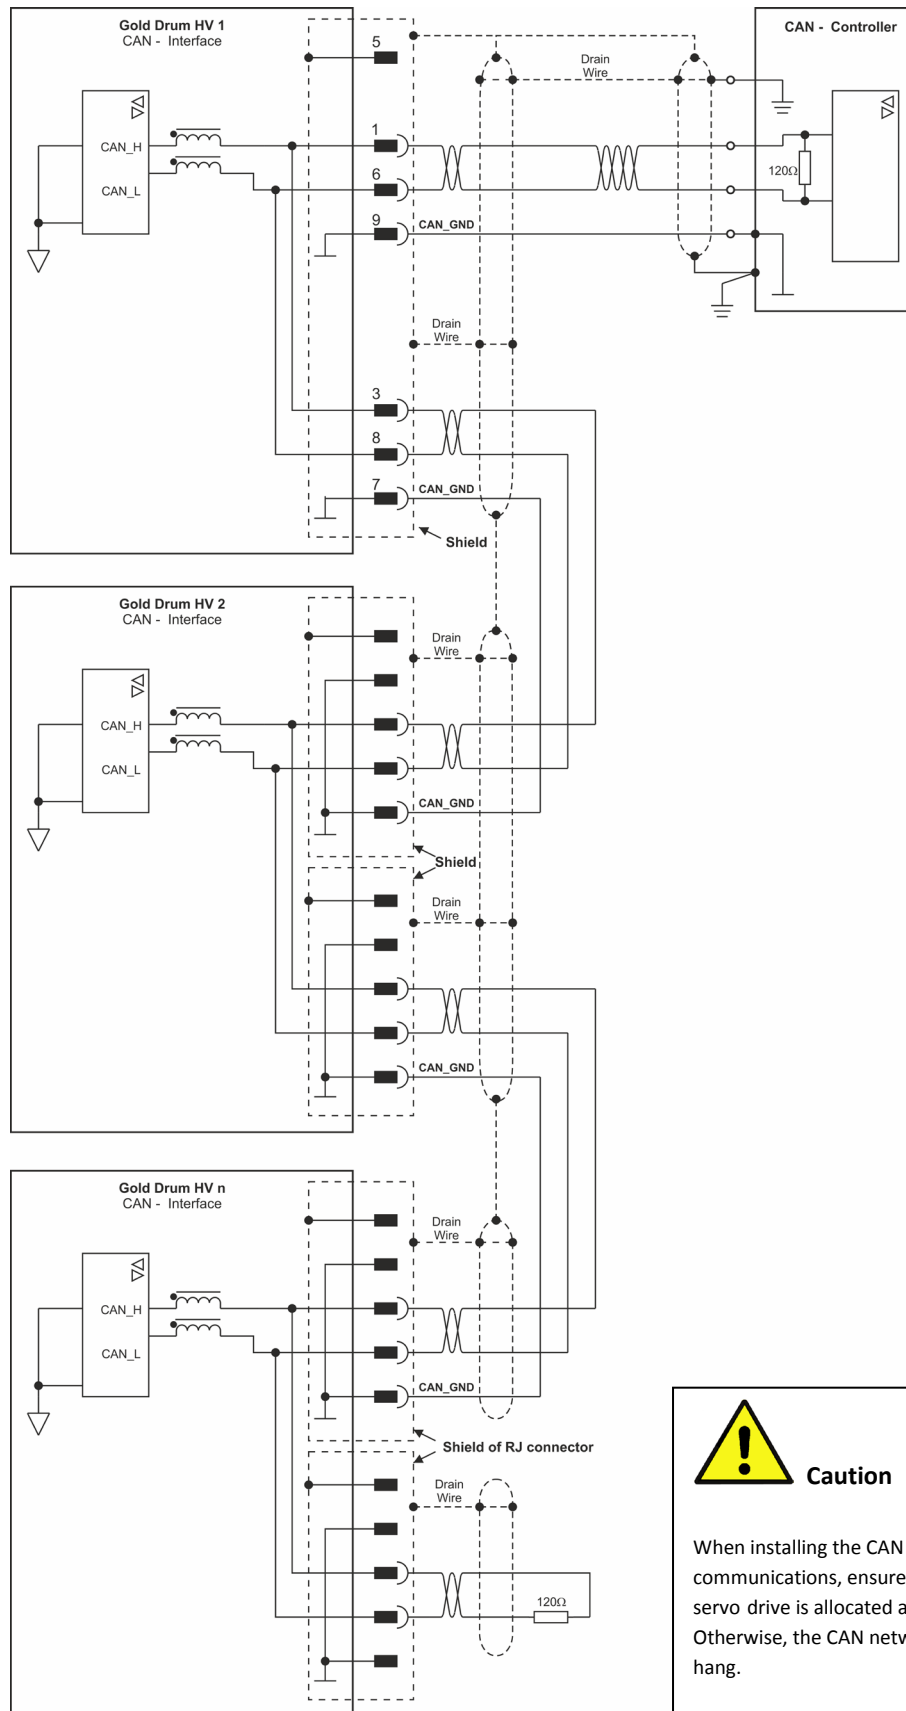 Gold Drum HV 1
CAN - Interface
CAN_H
CAN_L
5
1
6
9
CAN_GND
Drain
Wire
CAN - Controller
120Ω
Drain
Wire
3
8
7
CAN_GND
Shield
Gold Drum HV 2
CAN - Interface
CAN_H
CAN_L
Drain
Wire
CAN_GND
Shield
Drain
Wire
CAN_GND
Gold Drum HV n
CAN - Interface
CAN_H
CAN_L
Drain
Wire
CAN_GND
Shield of RJ connector
Drain
Wire
120Ω
Caution
When installing the CAN
communications, ensure
servo drive is allocated a
Otherwise, the CAN netw
hang.